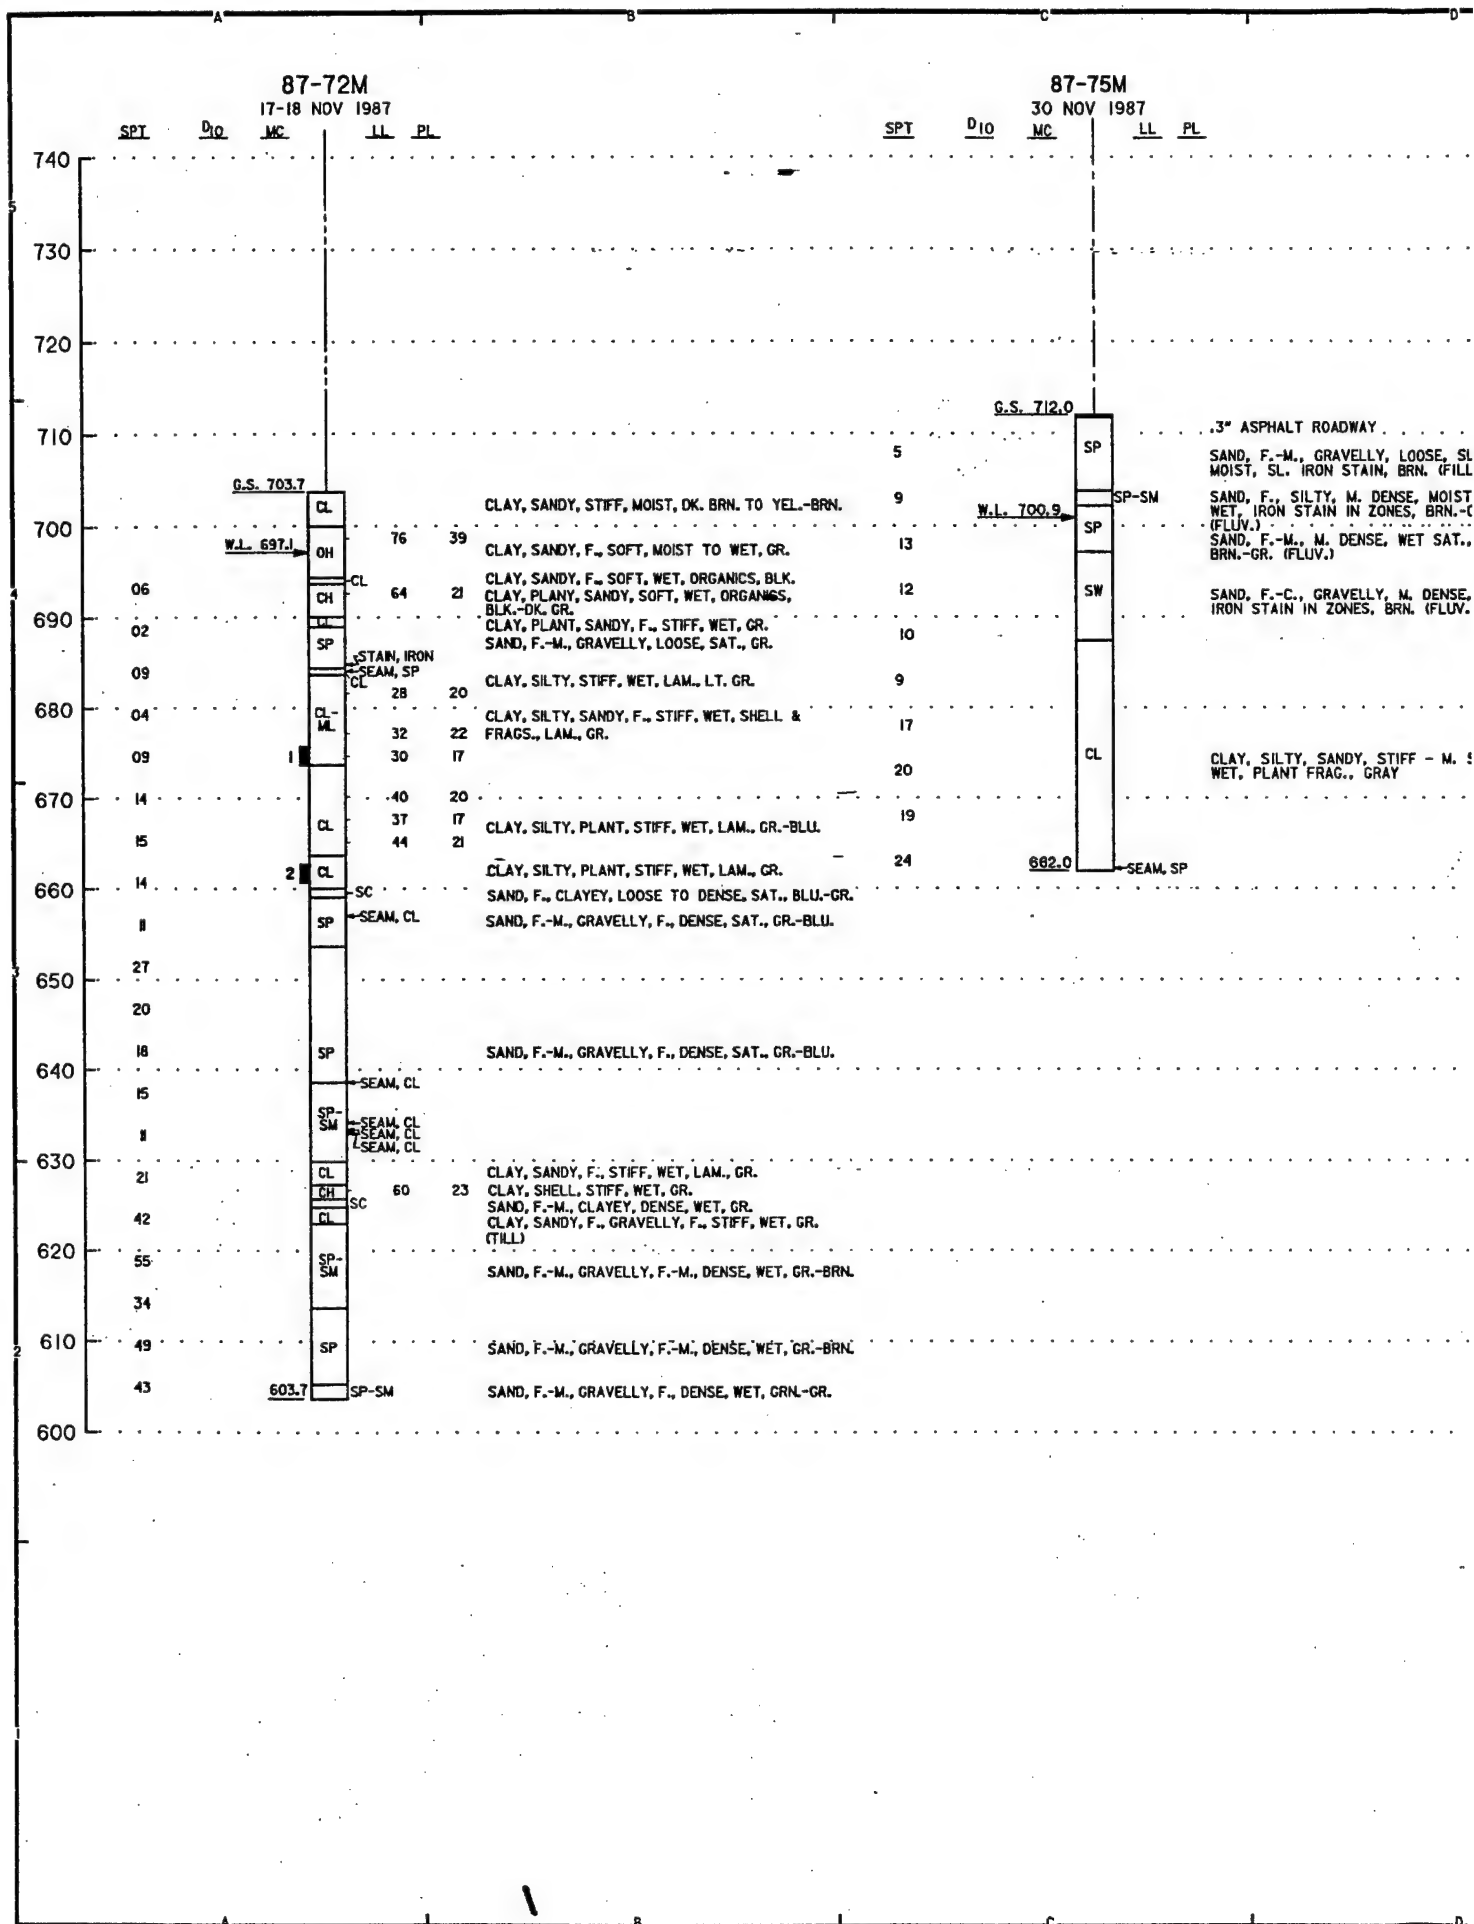 A B C D
87-72M
17-18 NOV 1987
SPT D10 MC LL PL
87-75M
30 NOV 1987
SPT D10 MC LL PL
740
5
730
720
710
700
4
690
680
670
660
3
650
640
630
620
610
2
600
1
G.S. 703.7
CL
CLAY, SANDY, STIFF, MOIST, DK. BRN. TO YEL.-BRN.
76 39
W.L. 697.1
OH
CLAY, SANDY, F., SOFT, MOIST TO WET, GR.
CL
CLAY, SANDY, F., SOFT, WET, ORGANICS, BLK.
06
CH
64 21
CLAY, PLANY, SANDY, SOFT, WET, ORGANICS,
BLK.-DK. GR.
CL
CLAY, PLANT, SANDY, F., STIFF, WET, GR.
02
SP
SAND, F.-M., GRAVELLY, LOOSE, SAT., GR.
STAIN, IRON
09
SEAM, SP
CL
CLAY, SILTY, STIFF, WET, LAM., LT. GR.
28 20
04
CL-
ML
CLAY, SILTY, SANDY, F., STIFF, WET, SHELL &
FRAGS., LAM., GR.
32 22
09
1
30 17
14
40 20
CL
37 17
CLAY, SILTY, PLANT, STIFF, WET, LAM., GR.-BLU.
15
44 21
2
CL
CLAY, SILTY, PLANT, STIFF, WET, LAM., GR.
14
SC
SAND, F., CLAYEY, LOOSE TO DENSE, SAT., BLU.-GR.
11
SP
SEAM, CL
SAND, F.-M., GRAVELLY, F., DENSE, SAT., GR.-BLU.
27
20
18
SP
SAND, F.-M., GRAVELLY, F., DENSE, SAT., GR.-BLU.
SEAM, CL
15
SP-
SM
SEAM, CL
SEAM, CL
SEAM, CL
11
21
CL
CLAY, SANDY, F., STIFF, WET, LAM., GR.
CH
60 23
CLAY, SHELL, STIFF, WET, GR.
SC
SAND, F.-M., CLAYEY, DENSE, WET, GR.
42
CL
CLAY, SANDY, F., GRAVELLY, F., STIFF, WET, GR.
(TILL)
55
SP-
SM
SAND, F.-M., GRAVELLY, F.-M., DENSE, WET, GR.-BRN.
34
49
SP
SAND, F.-M., GRAVELLY, F.-M., DENSE, WET, GR.-BRN.
43
603.7
SP-SM
SAND, F.-M., GRAVELLY, F., DENSE, WET, GRN.-GR.
G.S. 712.0
.3" ASPHALT ROADWAY
5
SP
SAND, F.-M., GRAVELLY, LOOSE, SL
MOIST, SL. IRON STAIN, BRN. (FILL
9
SP-SM
SAND, F., SILTY, M. DENSE, MOIST
WET, IRON STAIN IN ZONES, BRN.-
(FLUV.)
W.L. 700.9
SP
13
SAND, F.-M., M. DENSE, WET SAT.,
BRN.-GR. (FLUV.)
12
SW
SAND, F.-C., GRAVELLY, M. DENSE,
IRON STAIN IN ZONES, BRN. (FLUV.
10
9
17
CL
CLAY, SILTY, SANDY, STIFF - M.
WET, PLANT FRAG., GRAY
20
19
24
662.0
SEAM, SP
A B C D